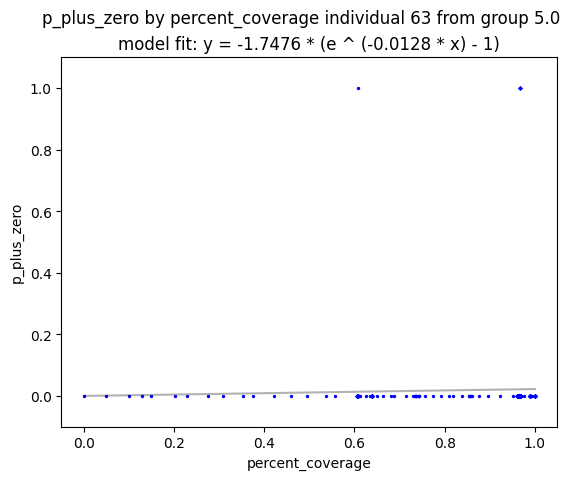 p_plus_zero by percent_coverage individual 63 from group 5.0
model fit: y = -1.7476 * (e ^ (-0.0128 * x) - 1)
1.0
0.8
0.6
0.4
0.2
0.0
p_plus_zero
0.0 0.2 0.4 0.6 0.8 1.0
percent_coverage